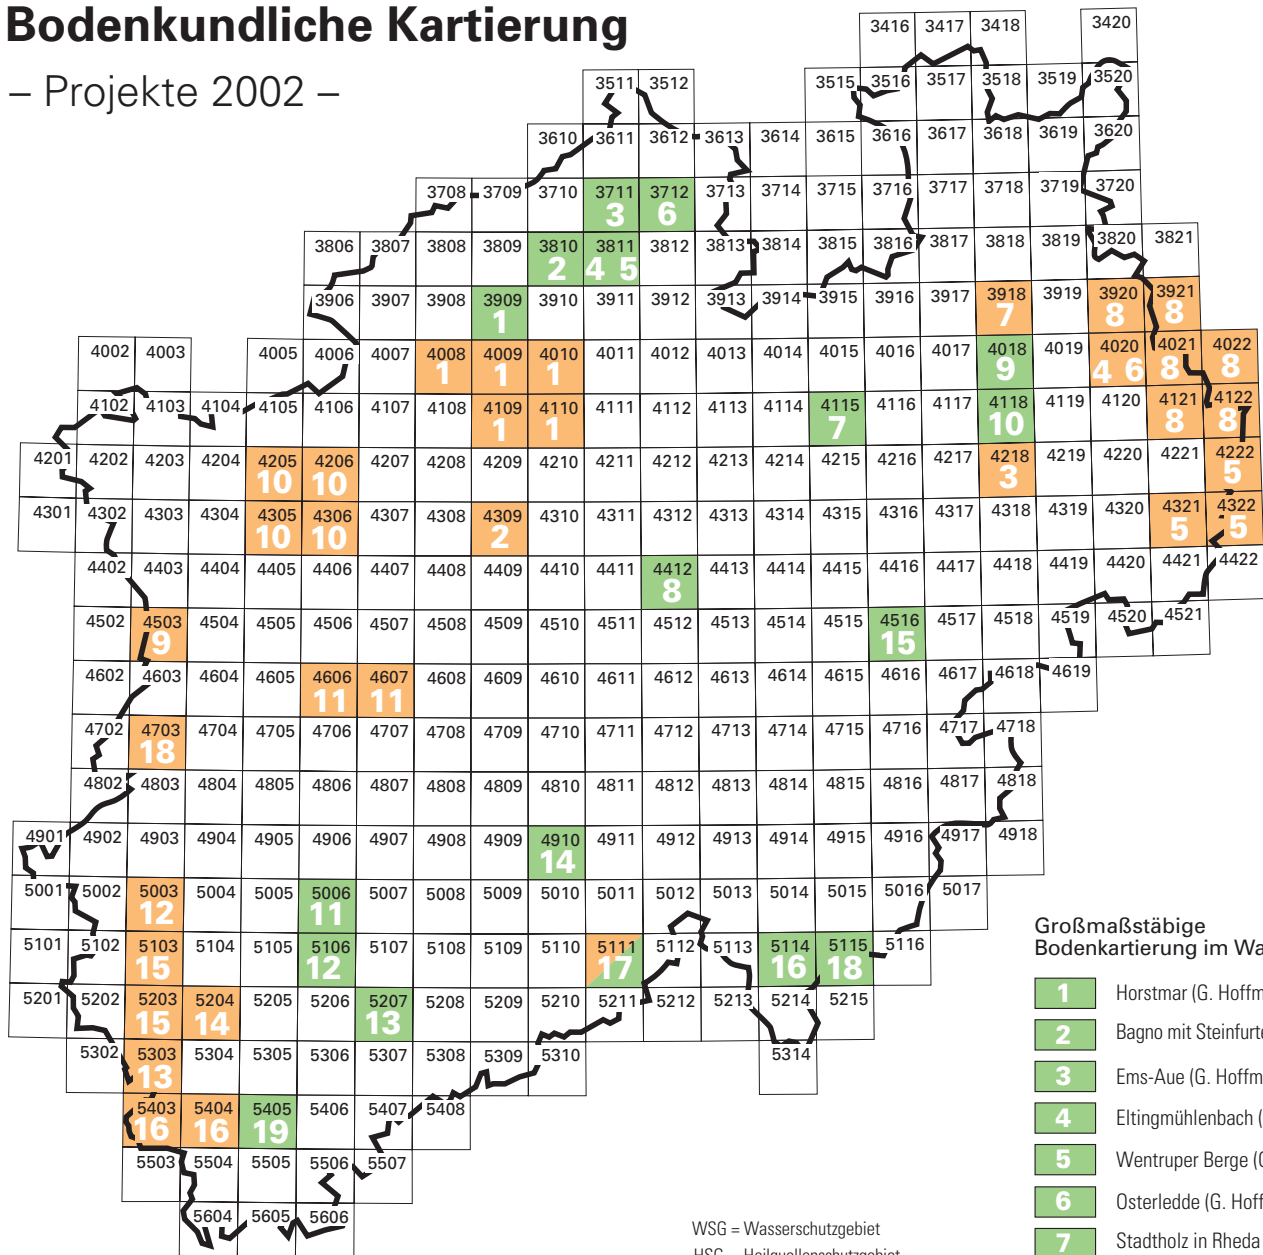 Bodenkundliche Kartierung
– Projekte 2002 –
3416 3417 3418 3420
3511 3512 3515 3516 3517 3518 3519 3520
3610 3611 3612 3613 3614 3615 3616 3617 3618 3619 3620
3708 3709 3710 3711 3712 3713 3714 3715 3716 3717 3718 3719 3720
3 6
3806 3807 3808 3809 3810 3811 3812 3813 3814 3815 3816 3817 3818 3819 3820 3821
2 4 5
3906 3907 3908 3909 3910 3911 3912 3913 3914 3915 3916 3917 3918 3919 3920 3921
1 7 8 8
4002 4003 4005 4006 4007 4008 4009 4010 4011 4012 4013 4014 4015 4016 4017 4018 4019 4020 4021 4022
1 1 1 9 4 6 8 8
4102 4103 4104 4105 4106 4107 4108 4109 4110 4111 4112 4113 4114 4115 4116 4117 4118 4119 4120 4121 4122
1 1 7 10 8 8
4201 4202 4203 4204 4205 4206 4207 4208 4209 4210 4211 4212 4213 4214 4215 4216 4217 4218 4219 4220 4221 4222
10 10 3 5
4301 4302 4303 4304 4305 4306 4307 4308 4309 4310 4311 4312 4313 4314 4315 4316 4317 4318 4319 4320 4321 4322
10 10 2 5 5
4402 4403 4404 4405 4406 4407 4408 4409 4410 4411 4412 4413 4414 4415 4416 4417 4418 4419 4420 4421 4422
8
4502 4503 4504 4505 4506 4507 4508 4509 4510 4511 4512 4513 4514 4515 4516 4517 4518 4519 4520 4521
9 15
4602 4603 4604 4605 4606 4607 4608 4609 4610 4611 4612 4613 4614 4615 4616 4617 4618 4619
11 11
4702 4703 4704 4705 4706 4707 4708 4709 4710 4711 4712 4713 4714 4715 4716 4717 4718
18
4802 4803 4804 4805 4806 4807 4808 4809 4810 4811 4812 4813 4814 4815 4816 4817 4818
4901 4902 4903 4904 4905 4906 4907 4908 4909 4910 4911 4912 4913 4914 4915 4916 4917 4918
14
5001 5002 5003 5004 5005 5006 5007 5008 5009 5010 5011 5012 5013 5014 5015 5016 5017
12 11
5101 5102 5103 5104 5105 5106 5107 5108 5109 5110 5111 5112 5113 5114 5115 5116
15 12 17 16 18
5201 5202 5203 5204 5205 5206 5207 5208 5209 5210 5211 5212 5213 5214 5215
15 14 13
5302 5303 5304 5305 5306 5307 5308 5309 5310 5314
13
5403 5404 5405 5406 5407 5408
16 16 19
5503 5504 5505 5506 5507
5604 5605 5606
Großmaßstäbige
Bodenkartierung im Wa
1 Horstmar (G. Hoffm
2 Bagno mit Steinfurte
3 Ems-Aue (G. Hoffm
4 Eltingmühlenbach (
5 Wentruper Berge (G
6 Osterledde (G. Hoff
7 Stadtholz in Rheda
WSG = Wasserschutzgebiet
HSG = Heilquellenschutzgebiet